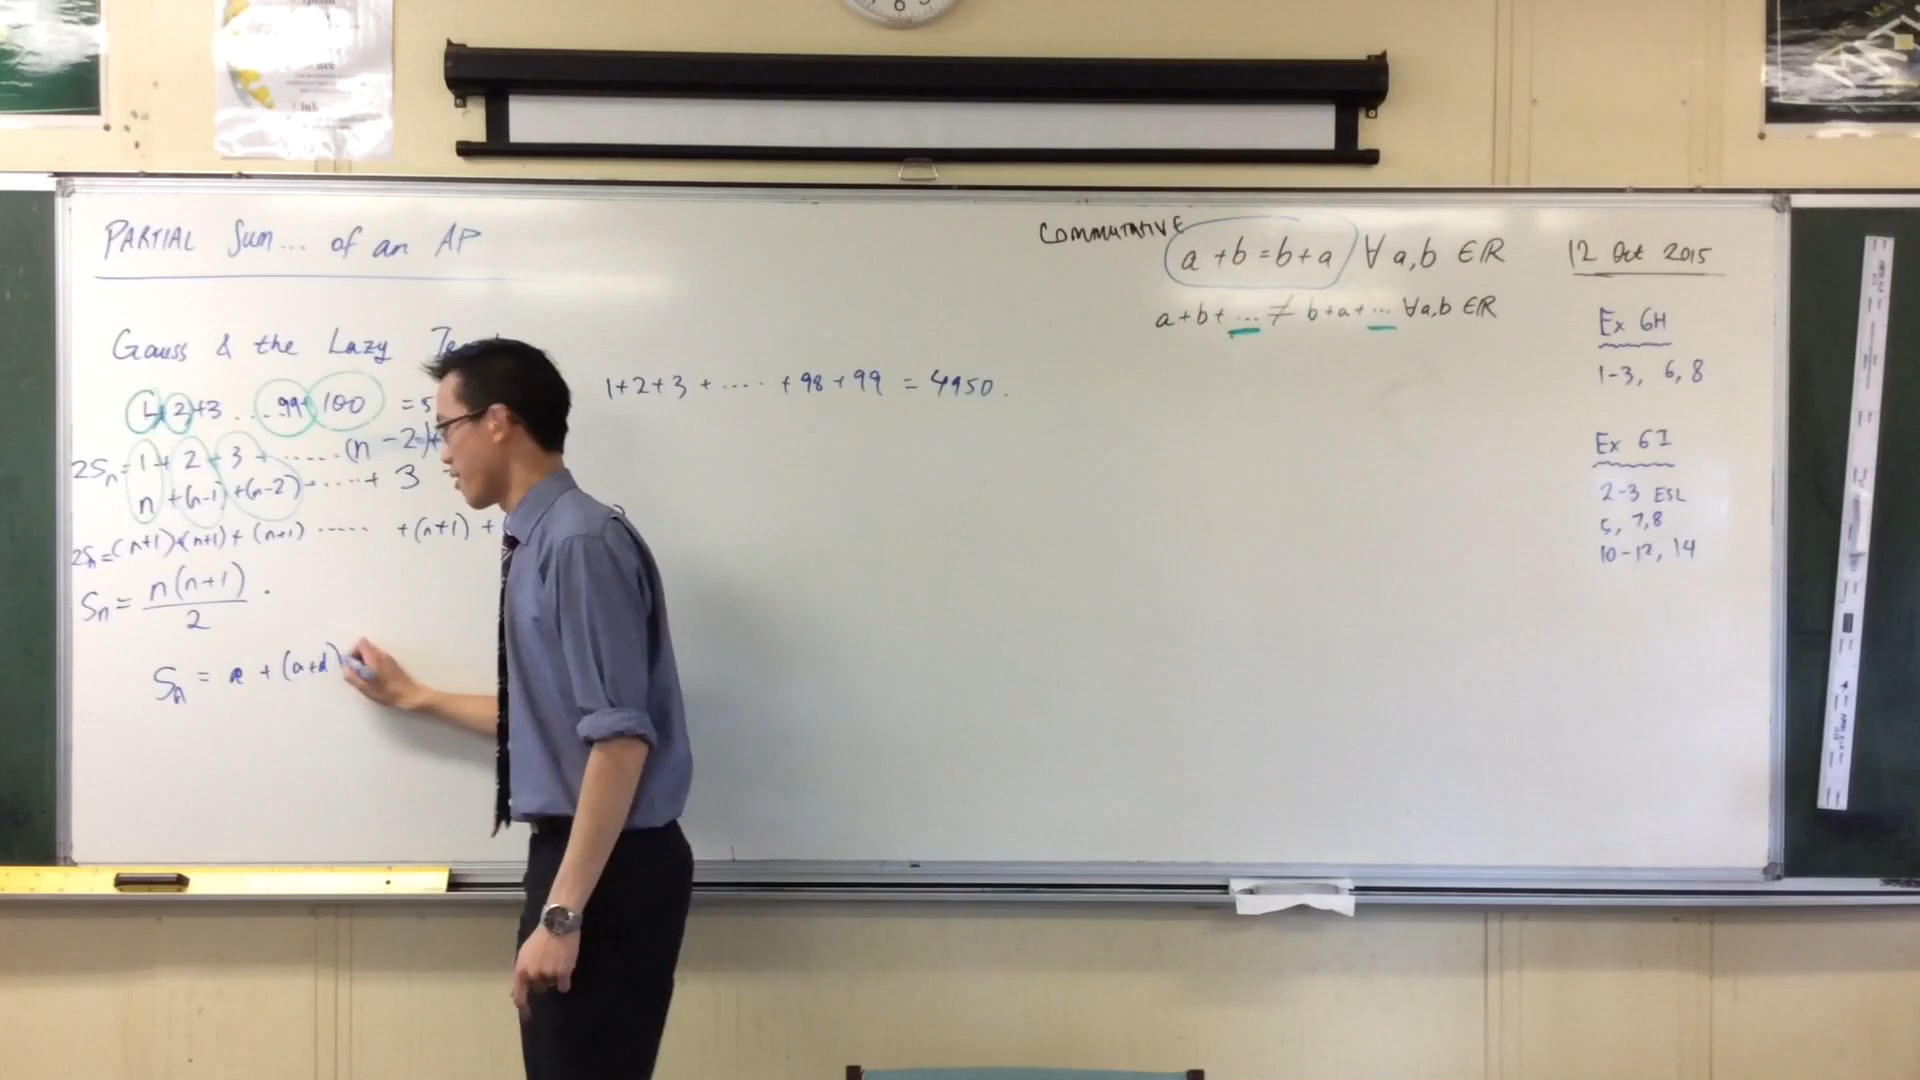 PARTIAL Sum... of an AP
Gauss & the Lazy
1+2+3 .... 99+100 = 5
2Sₙ = 1 + 2 + 3 + ...... (n-2)+
n + (n-1) + (n-2) + ..... + 3
2Sₙ = (n+1)+(n+1)+(n+1) ..... +(n+1) +
Sₙ = n(n+1)/2 .
Sₙ = a + (a+d)
1+2+3 + .... + 98 + 99 = 4950.
COMMUTATIVE a+b = b+a ∀ a,b ∈ ℝ
a+b+ ... ≠ b+a+ ... ∀a,b ∈ ℝ
12 Oct 2015
Ex 6H
1-3, 6, 8
Ex 6I
2-3 ESL
5, 7,8
10-12, 14